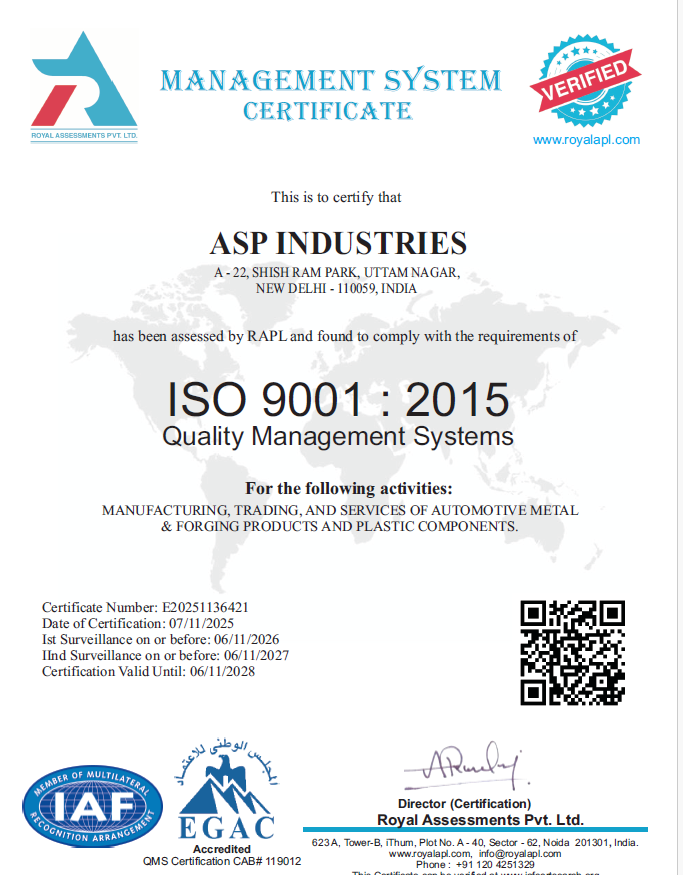 ROYAL ASSESSMENTS PVT. LTD.
MANAGEMENT SYSTEM
CERTIFICATE
VERIFIED
www.royalapl.com
This is to certify that
ASP INDUSTRIES
A - 22, SHISH RAM PARK, UTTAM NAGAR,
NEW DELHI - 110059, INDIA
has been assessed by RAPL and found to comply with the requirements of
ISO 9001 : 2015
Quality Management Systems
For the following activities:
MANUFACTURING, TRADING, AND SERVICES OF AUTOMOTIVE METAL
& FORGING PRODUCTS AND PLASTIC COMPONENTS.
Certificate Number: E20251136421
Date of Certification: 07/11/2025
Ist Surveillance on or before: 06/11/2026
IInd Surveillance on or before: 06/11/2027
Certification Valid Until: 06/11/2028
MEMBER OF MULTILATERAL
IAF
RECOGNITION ARRANGEMENT
المجلس الوطنى للاعتماد
EGAC
Accredited
QMS Certification CAB# 119012
Director (Certification)
Royal Assessments Pvt. Ltd.
623 A, Tower-B, iThum, Plot No. A - 40, Sector - 62, Noida 201301, India.
www.royalapl.com, info@royalapl.com
Phone : +91 120 4251329
This Certificate can be verified at www.iafcertsearch.org